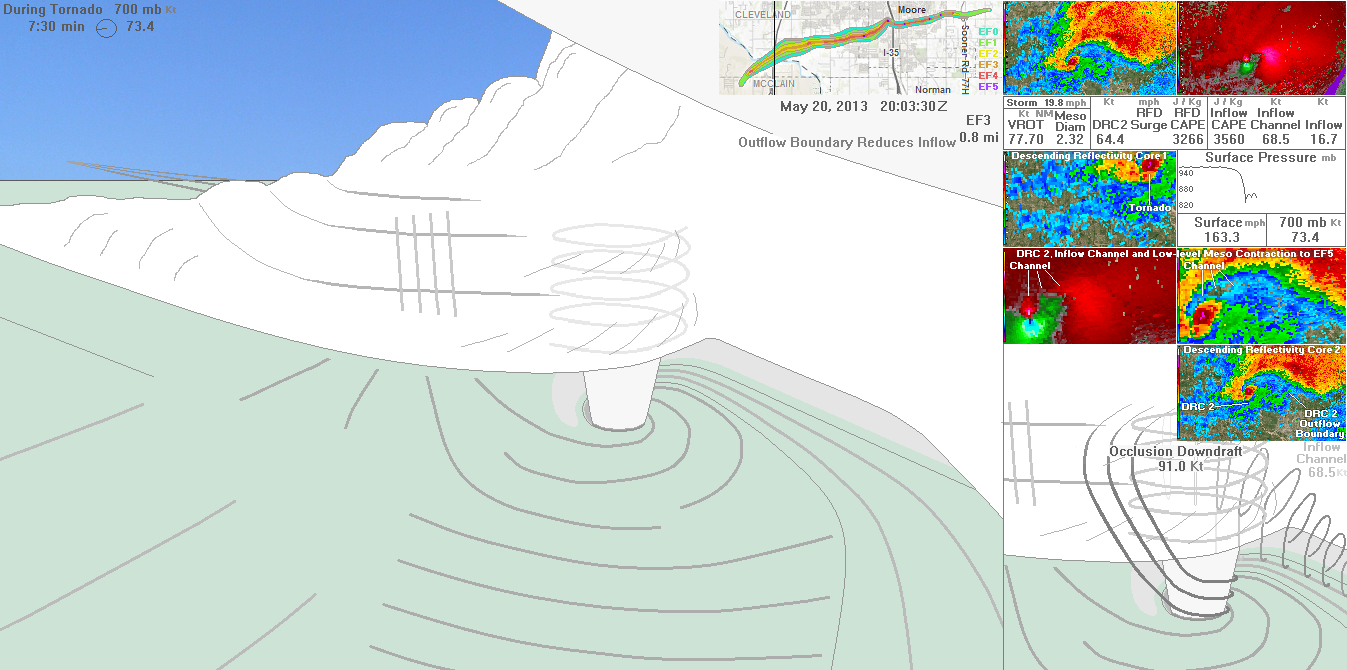 During Tornado 700 mb Kt
7:30 min 73.4
CLEVELAND
Moore
I-35
Sooner Rd 77H
MCCLAIN
Norman
EF0
EF1
EF2
EF3
EF4
EF5
May 20, 2013 20:03:30Z
EF3
0.8 mi
Outflow Boundary Reduces Inflow
Storm 19.8 mph
Kt NM
VROT Meso Diam
77.70 2.32
Kt mph J / Kg
DRC2 RFD Surge RFD CAPE
64.4 3266
J / Kg Kt Kt
Inflow CAPE Inflow Channel Inflow
3560 68.5 16.7
Descending Reflectivity Core 1
Tornado
Surface Pressure mb
940
880
820
Surface mph 700 mb Kt
163.3 73.4
DRC 2, Inflow Channel and Low-level Meso Contraction to EF5
Channel
Channel
Descending Reflectivity Core 2
DRC 2
DRC 2
Outflow
Boundary
Occlusion Downdraft
91.0 Kt
Inflow
Channel
68.5 Kt